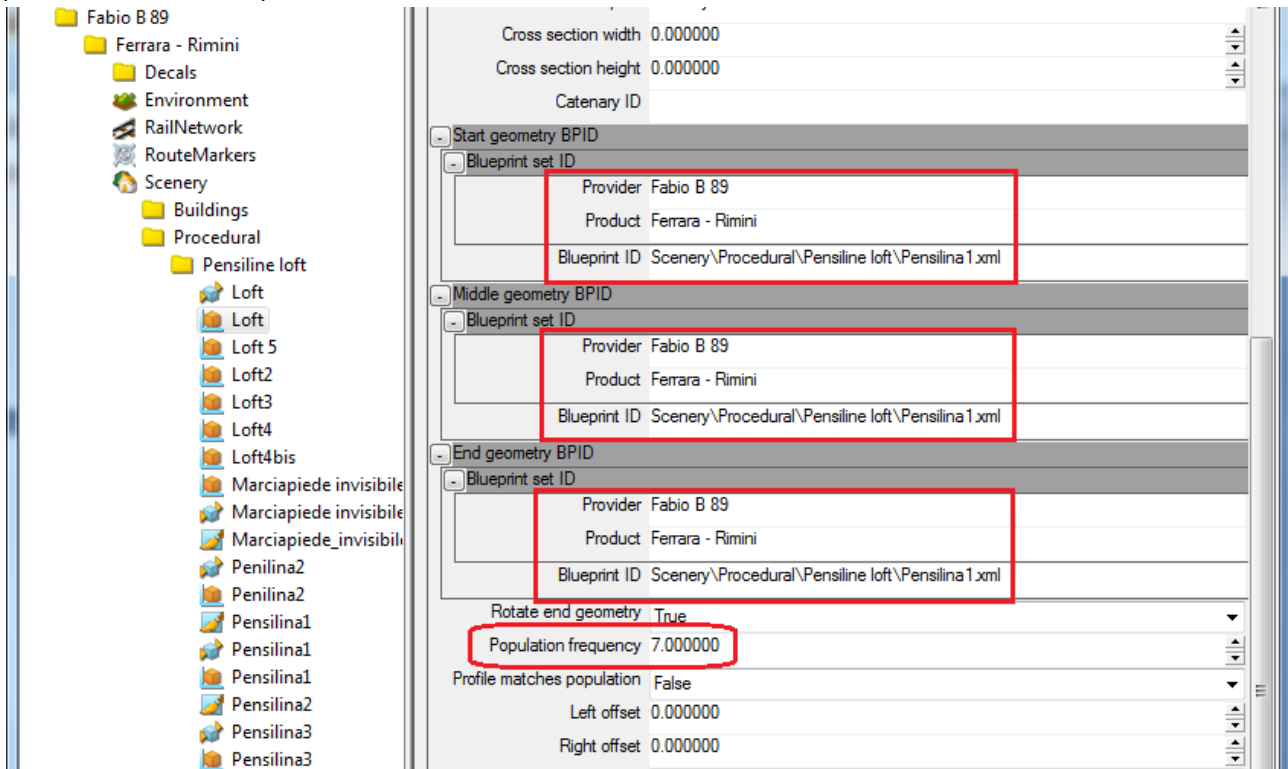 Fabio B 89
Ferrara - Rimini
Decals
Environment
RailNetwork
RouteMarkers
Scenery
Buildings
Procedural
Pensiline loft
Loft
Loft
Loft 5
Loft2
Loft3
Loft4
Loft4bis
Marciapiede invisibile
Marciapiede invisibile
Marciapiede_invisibil
Penilina2
Penilina2
Pensilina1
Pensilina1
Pensilina1
Pensilina2
Pensilina3
Pensilina3
Cross section width 0.000000
Cross section height 0.000000
Catenary ID
Start geometry BPID
Blueprint set ID
Provider Fabio B 89
Product Ferrara - Rimini
Blueprint ID Scenery\Procedural\Pensiline loft\Pensilina1.xml
Middle geometry BPID
Blueprint set ID
Provider Fabio B 89
Product Ferrara - Rimini
Blueprint ID Scenery\Procedural\Pensiline loft\Pensilina1.xml
End geometry BPID
Blueprint set ID
Provider Fabio B 89
Product Ferrara - Rimini
Blueprint ID Scenery\Procedural\Pensiline loft\Pensilina1.xml
Rotate end geometry True
Population frequency 7.000000
Profile matches population False
Left offset 0.000000
Right offset 0.000000